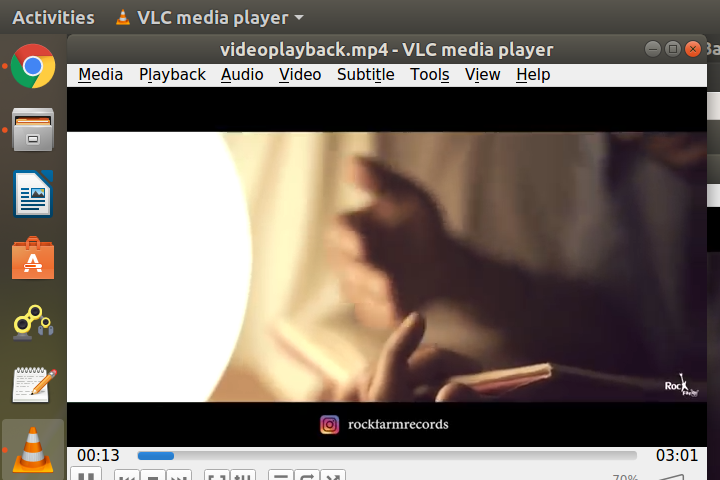 Activities VLC media player
videoplayback.mp4 - VLC media player
Media Playback Audio Video Subtitle Tools View Help
Rock
rockfarmrecords
00:13 03:01
70%